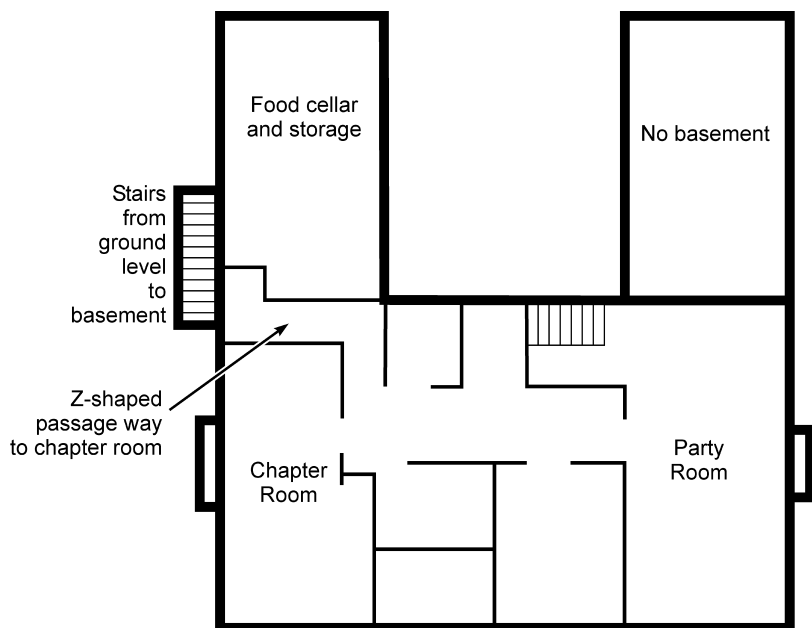 Food cellar
and storage
No basement
Stairs
from
ground
level
to
basement
Z-shaped
passage way
to chapter room
Chapter
Room
Party
Room